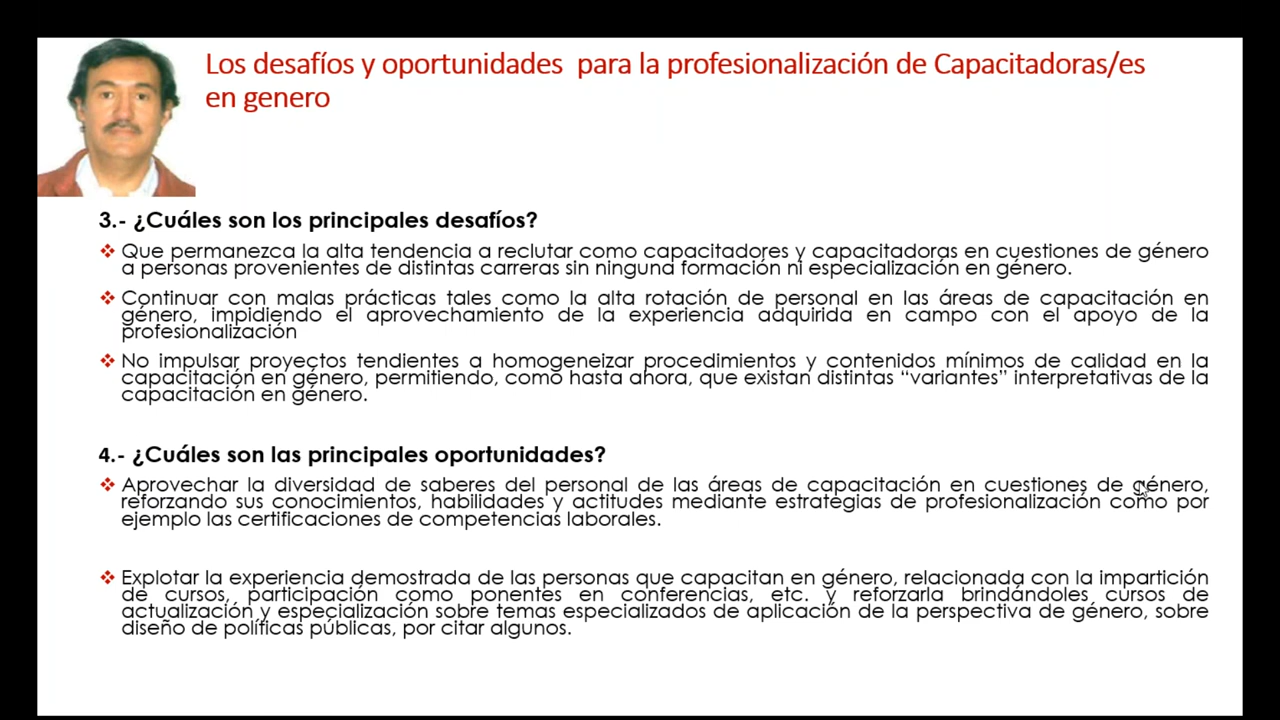 Los desafíos y oportunidades para la profesionalización de Capacitadoras/es
en genero
3.- ¿Cuáles son los principales desafíos?
❖ Que permanezca la alta tendencia a reclutar como capacitadores y capacitadoras en cuestiones de género
a personas provenientes de distintas carreras sin ninguna formación ni especialización en género.
❖ Continuar con malas prácticas tales como la alta rotación de personal en las áreas de capacitación en
género, impidiendo el aprovechamiento de la experiencia adquirida en campo con el apoyo de la
profesionalización
❖ No impulsar proyectos tendientes a homogeneizar procedimientos y contenidos mínimos de calidad en la
capacitación en género, permitiendo, como hasta ahora, que existan distintas “variantes” interpretativas de la
capacitación en género.
4.- ¿Cuáles son las principales oportunidades?
❖ Aprovechar la diversidad de saberes del personal de las áreas de capacitación en cuestiones de género,
reforzando sus conocimientos, habilidades y actitudes mediante estrategias de profesionalización como por
ejemplo las certificaciones de competencias laborales.
❖ Explotar la experiencia demostrada de las personas que capacitan en género, relacionada con la impartición
de cursos, participación como ponentes en conferencias, etc. y reforzarla brindándoles cursos de
actualización y especialización sobre temas especializados de aplicación de la perspectiva de género, sobre
diseño de políticas públicas, por citar algunos.